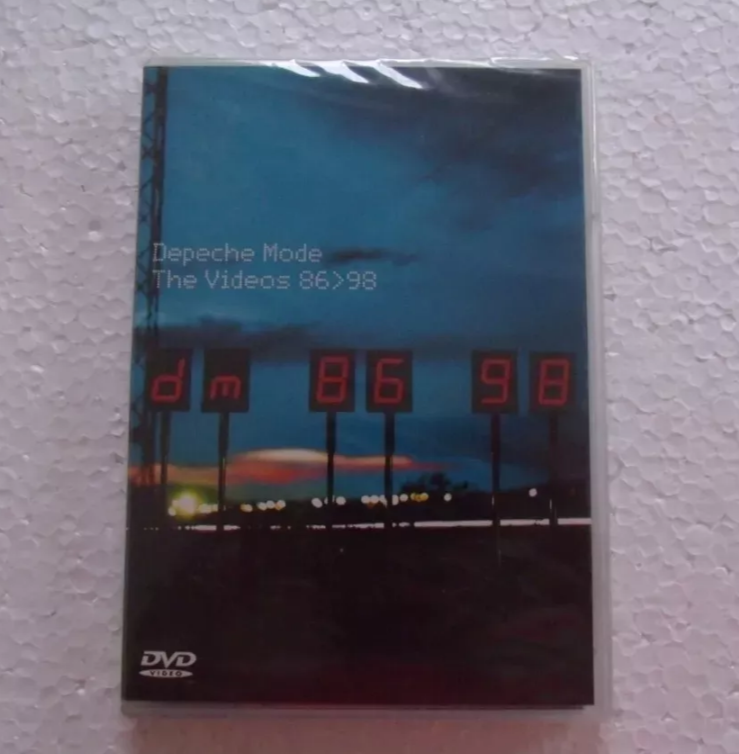 Depeche Mode
The Videos 86>98
dm 86 98
DVD
VIDEO